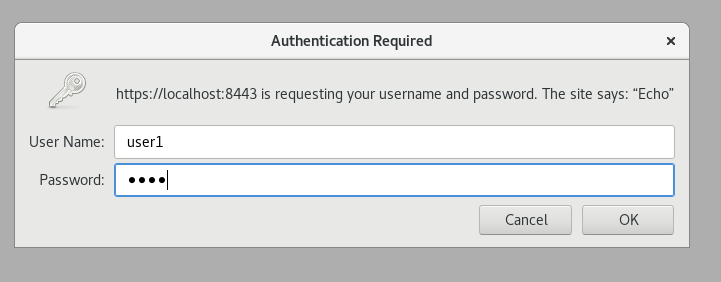 Authentication Required
https://localhost:8443 is requesting your username and password. The site says: “Echo”
User Name: user1
Password: ••••
Cancel OK